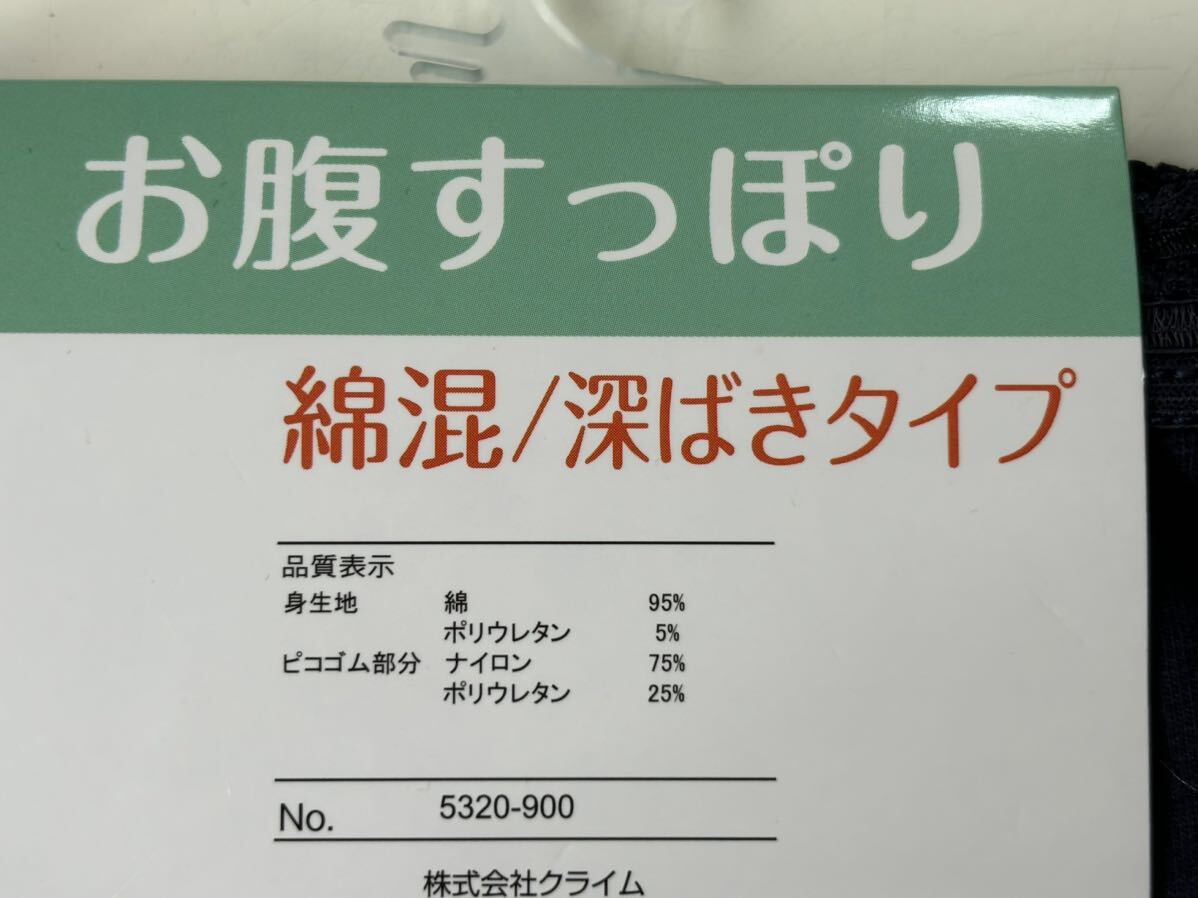 お腹すっぽり
綿混/深ばきタイプ
品質表示
身生地 綿 95%
ポリウレタン 5%
ピコゴム部分 ナイロン 75%
ポリウレタン 25%
No. 5320-900
株式会社クライム